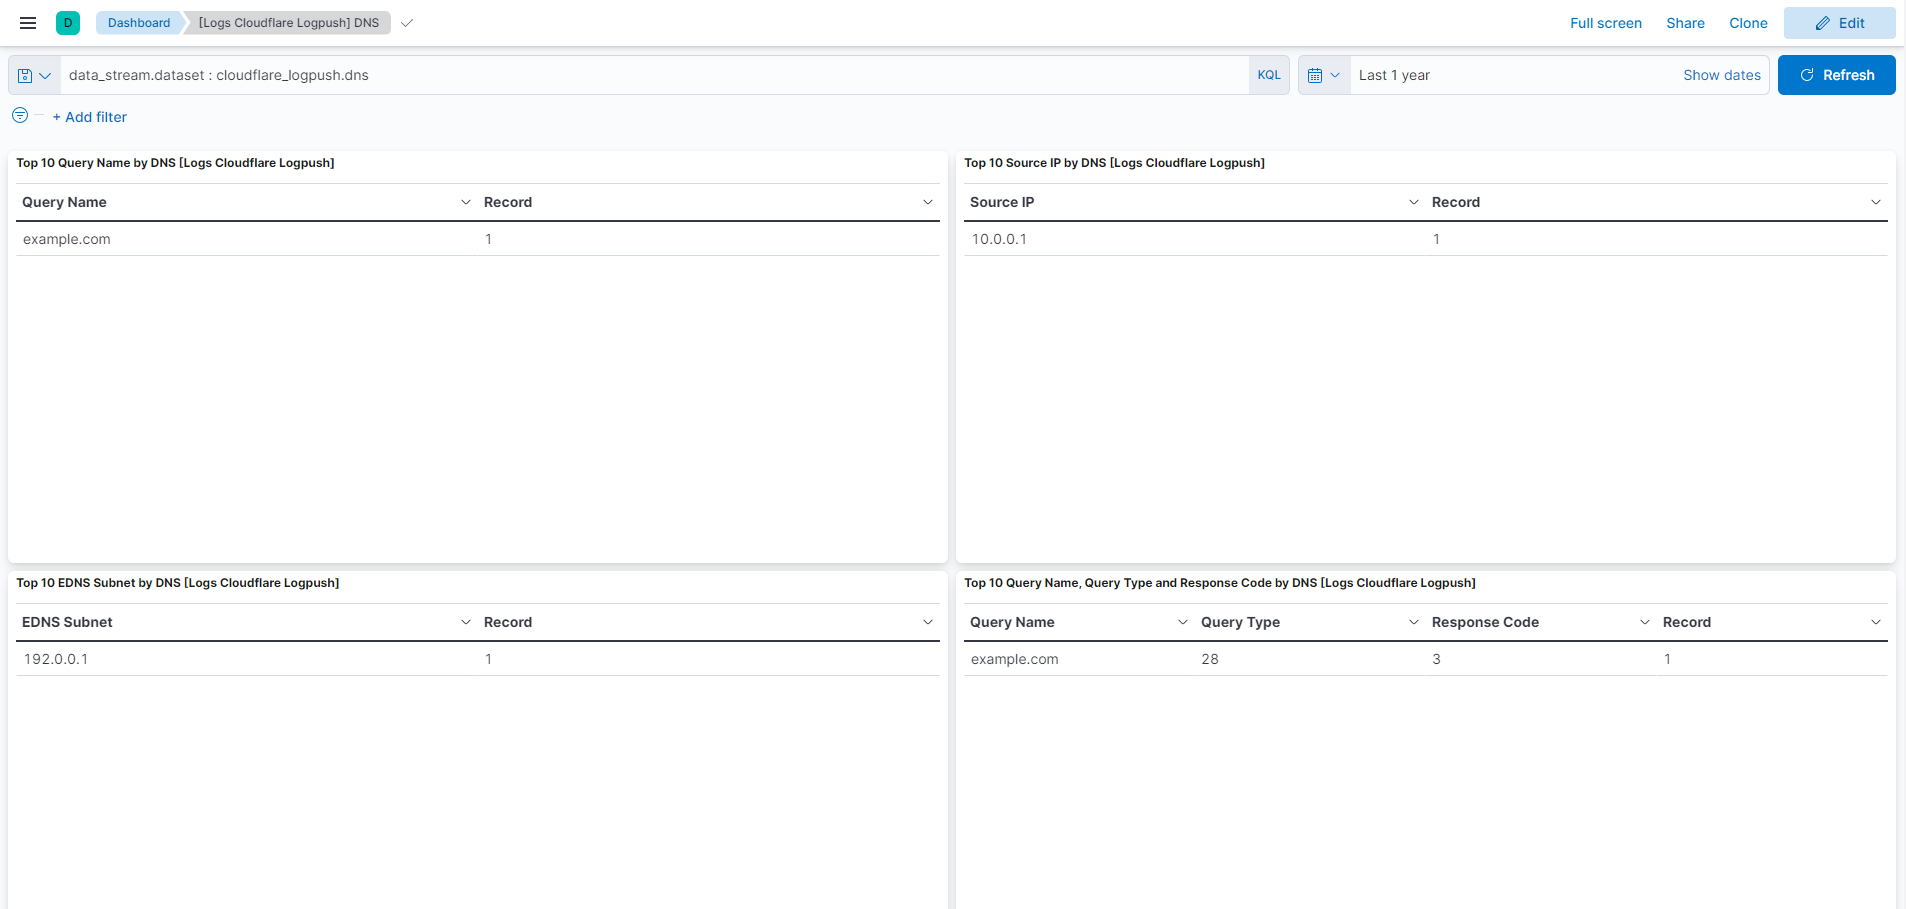 D Dashboard [Logs Cloudflare Logpush] DNS Full screen Share Clone Edit
data_stream.dataset : cloudflare_logpush.dns KQL Last 1 year Show dates Refresh
+ Add filter
Top 10 Query Name by DNS [Logs Cloudflare Logpush]
Query Name Record
example.com 1
Top 10 Source IP by DNS [Logs Cloudflare Logpush]
Source IP Record
10.0.0.1 1
Top 10 EDNS Subnet by DNS [Logs Cloudflare Logpush]
EDNS Subnet Record
192.0.0.1 1
Top 10 Query Name, Query Type and Response Code by DNS [Logs Cloudflare Logpush]
Query Name Query Type Response Code Record
example.com 28 3 1